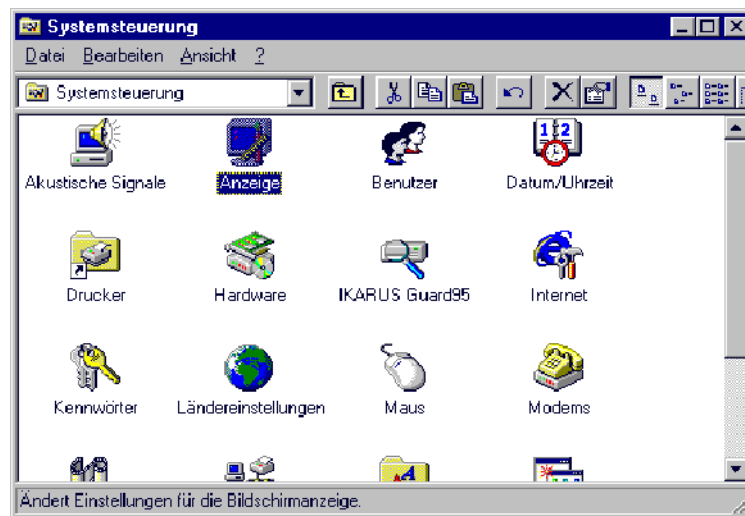 Systemsteuerung
Datei Bearbeiten Ansicht ?
Systemsteuerung
Akustische Signale Anzeige Benutzer Datum/Uhrzeit
Drucker Hardware IKARUS Guard95 Internet
Kennwörter Ländereinstellungen Maus Modems
Ändert Einstellungen für die Bildschirmanzeige.